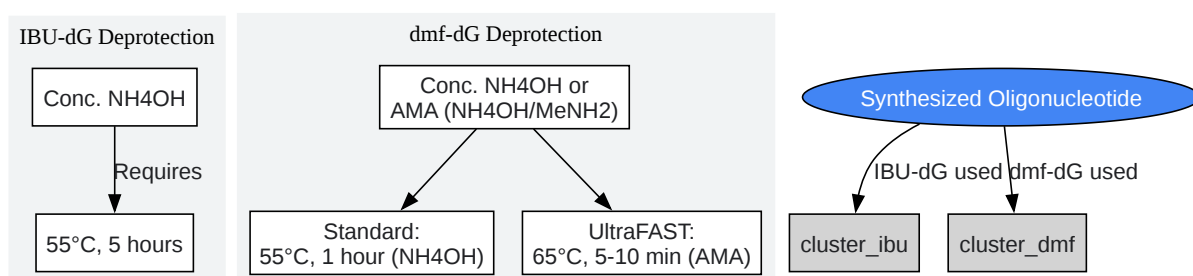 IBU-dG Deprotection
Conc. NH4OH
Requires
55°C, 5 hours
dmf-dG Deprotection
Conc. NH4OH or
AMA (NH4OH/MeNH2)
Standard:
55°C, 1 hour (NH4OH)
UltraFAST:
65°C, 5-10 min (AMA)
Synthesized Oligonucleotide
IBU-dG used
dmf-dG used
cluster_ibu
cluster_dmf